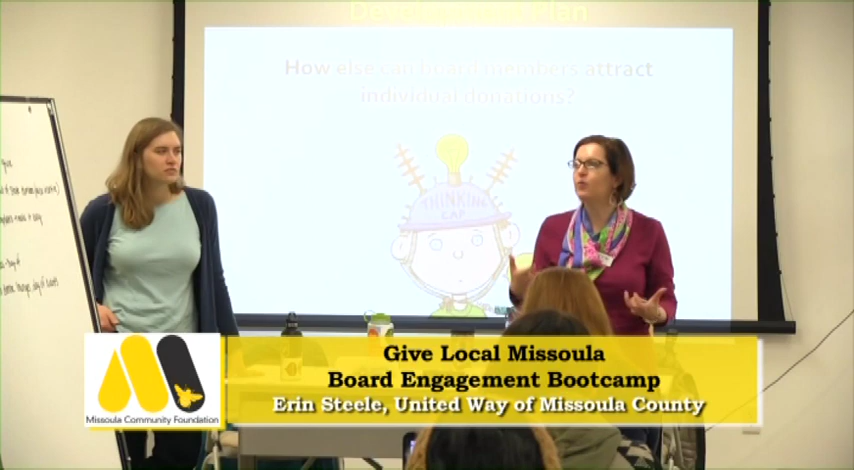 Development Plan
How else can board members attract
individual donations?
THINKING
CAP
give
Missoula Community Foundation
Give Local Missoula
Board Engagement Bootcamp
Erin Steele, United Way of Missoula County